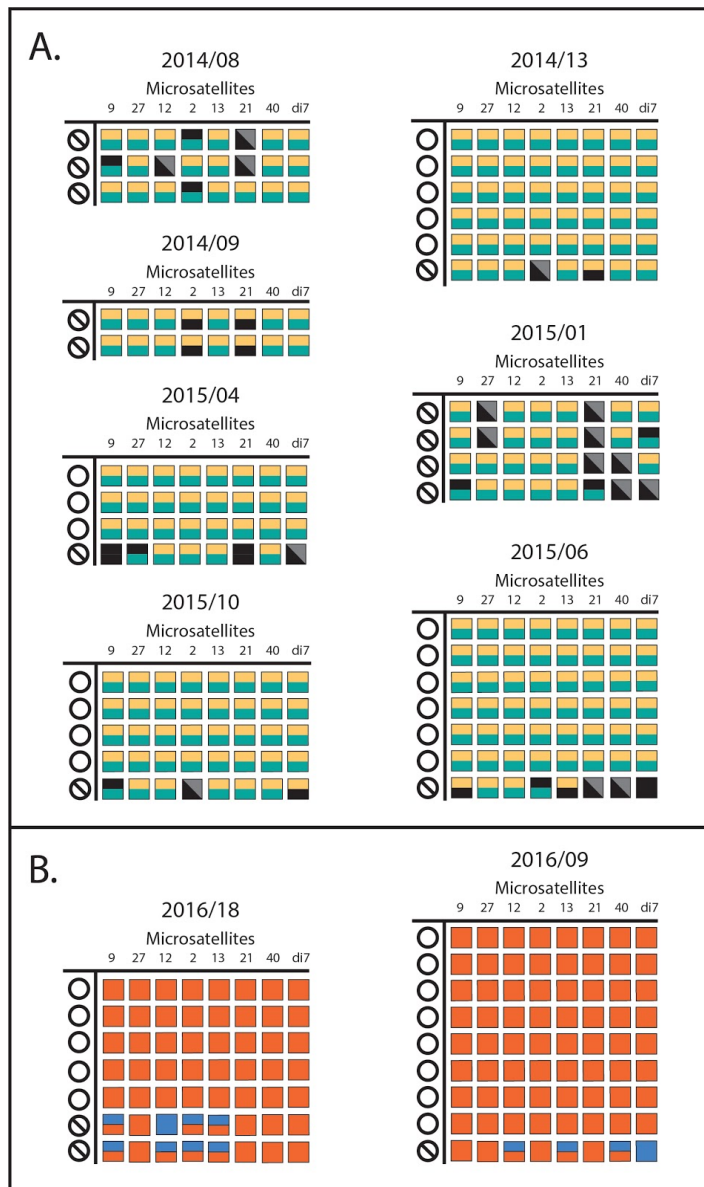 A.
2014/08
Microsatellites
9 27 12 2 13 21 40 di7
2014/09
Microsatellites
9 27 12 2 13 21 40 di7
2015/04
Microsatellites
9 27 12 2 13 21 40 di7
2015/10
Microsatellites
9 27 12 2 13 21 40 di7
2014/13
Microsatellites
9 27 12 2 13 21 40 di7
2015/01
Microsatellites
9 27 12 2 13 21 40 di7
2015/06
Microsatellites
9 27 12 2 13 21 40 di7
B.
2016/18
Microsatellites
9 27 12 2 13 21 40 di7
2016/09
Microsatellites
9 27 12 2 13 21 40 di7